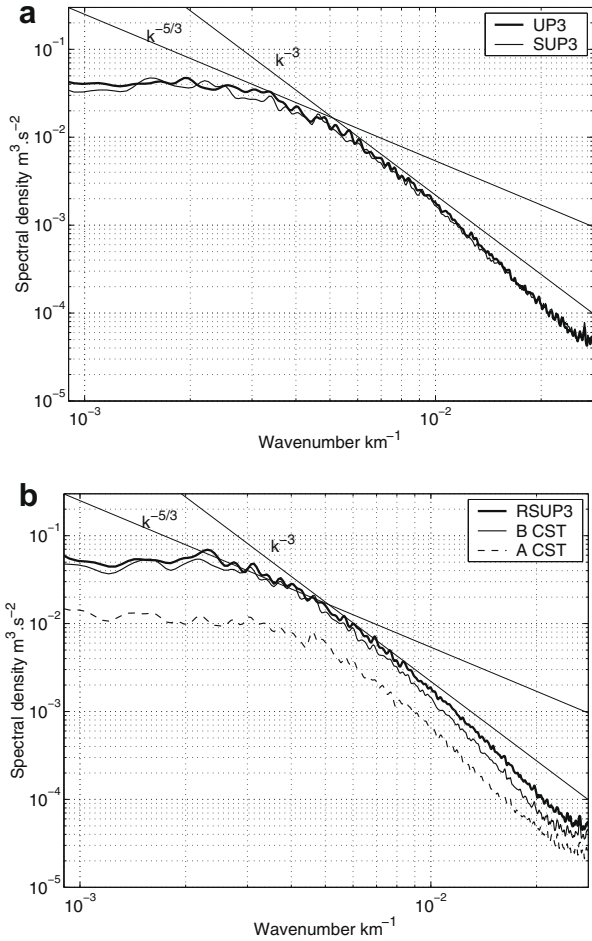 a
k⁻⁵/³
k⁻³
UP3
SUP3
10⁻¹
10⁻²
10⁻³
10⁻⁴
10⁻⁵
Spectral density m³.s⁻²
10⁻³
10⁻²
Wavenumber km⁻¹
b
k⁻⁵/³
k⁻³
RSUP3
B CST
A CST
10⁻¹
10⁻²
10⁻³
10⁻⁴
10⁻⁵
Spectral density m³.s⁻²
10⁻³
10⁻²
Wavenumber km⁻¹